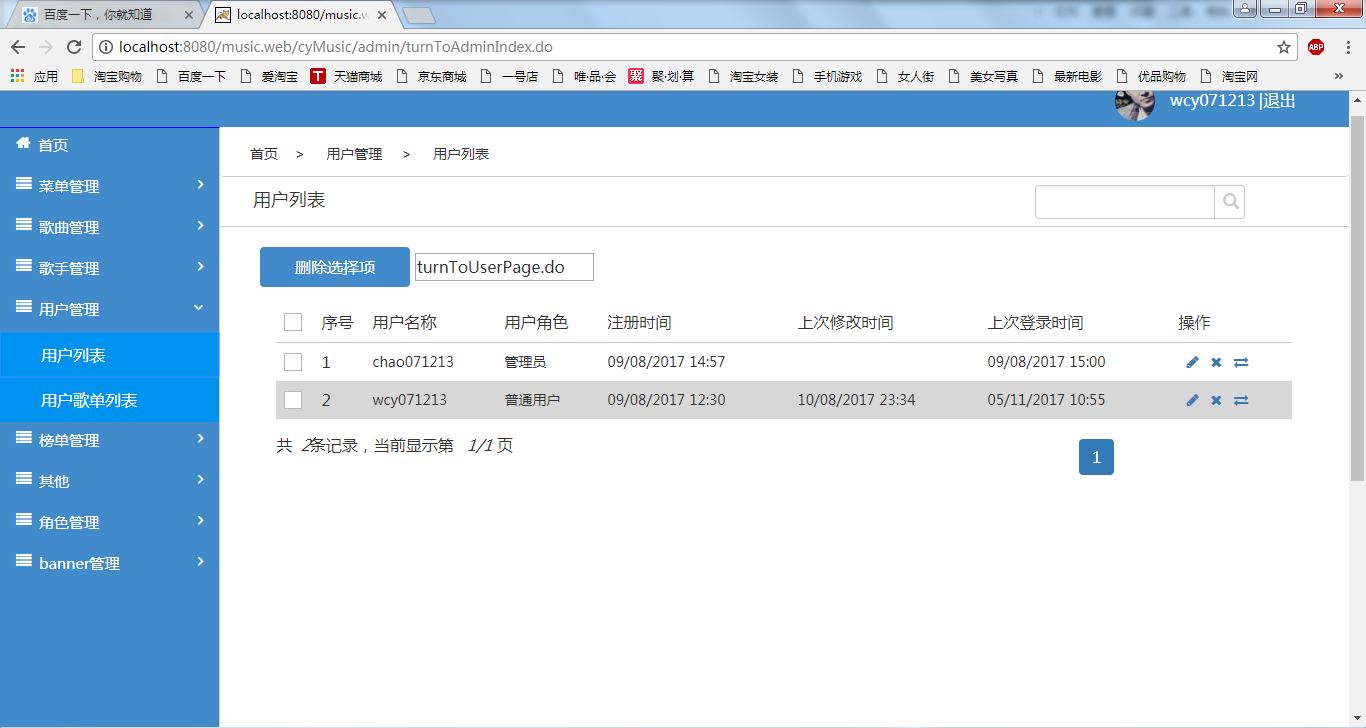 百度一下，你就知道 localhost:8080/music.w
localhost:8080/music.web/cyMusic/admin/turnToAdminIndex.do ABP
应用 淘宝购物 百度一下 爱淘宝 T 天猫商城 京东商城 一号店 唯·品·会 聚 聚·划·算 淘宝女装 手机游戏 女人街 美女写真 最新电影 优品购物 淘宝网 »
wcy071213 |退出
首页
菜单管理
歌曲管理
歌手管理
用户管理
用户列表
用户歌单列表
榜单管理
其他
角色管理
banner管理
首页 > 用户管理 > 用户列表
用户列表
删除选择项 turnToUserPage.do
序号 用户名称 用户角色 注册时间 上次修改时间 上次登录时间 操作
1 chao071213 管理员 09/08/2017 14:57 09/08/2017 15:00
2 wcy071213 普通用户 09/08/2017 12:30 10/08/2017 23:34 05/11/2017 10:55
共 2条记录，当前显示第 1/1 页 1